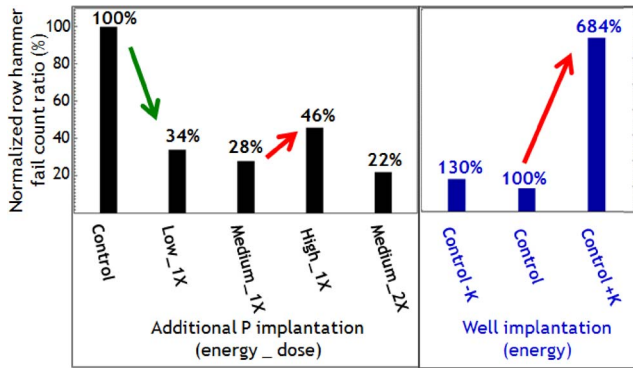 Normalized row hammer
fail count ratio (%)
100
80
60
40
20
100%
34%
28%
46%
22%
Control
Low_1X
Medium_1X
High_1X
Medium_2X
Additional P implantation
(energy _ dose)
130%
100%
684%
Control -K
Control
Control +K
Well implantation
(energy)